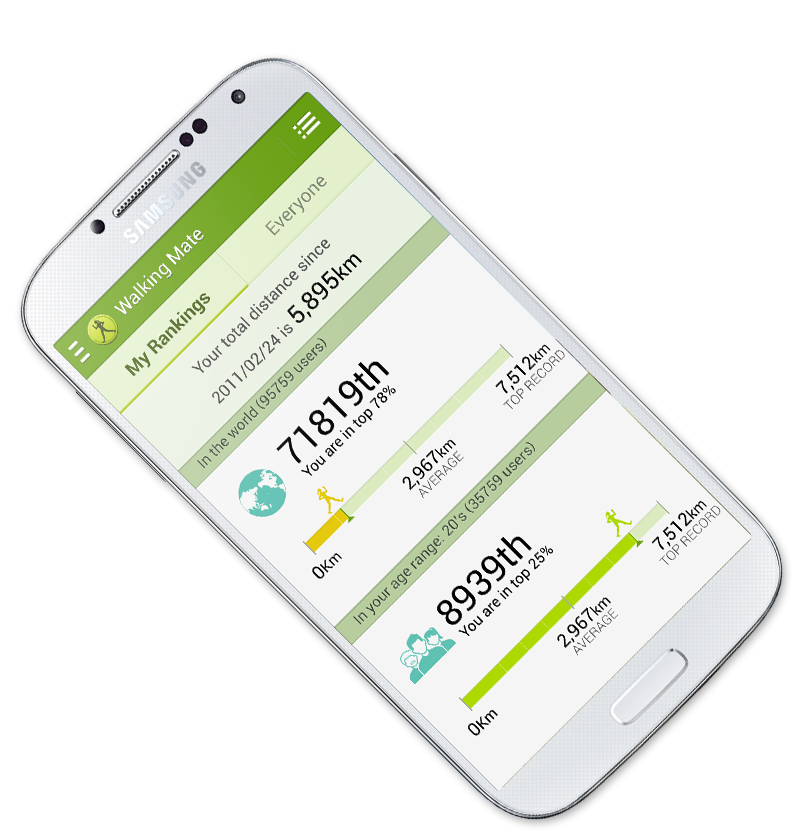 SAMSUNG
Walking Mate
My Rankings
Everyone
Your total distance since
2011/02/24 is 5,895km
In the world (95759 users)
71819th
You are in top 78%
0Km
2,967km
AVERAGE
7,512km
TOP RECORD
In your age range: 20's (35759 users)
8939th
You are in top 25%
0Km
2,967km
AVERAGE
7,512km
TOP RECORD